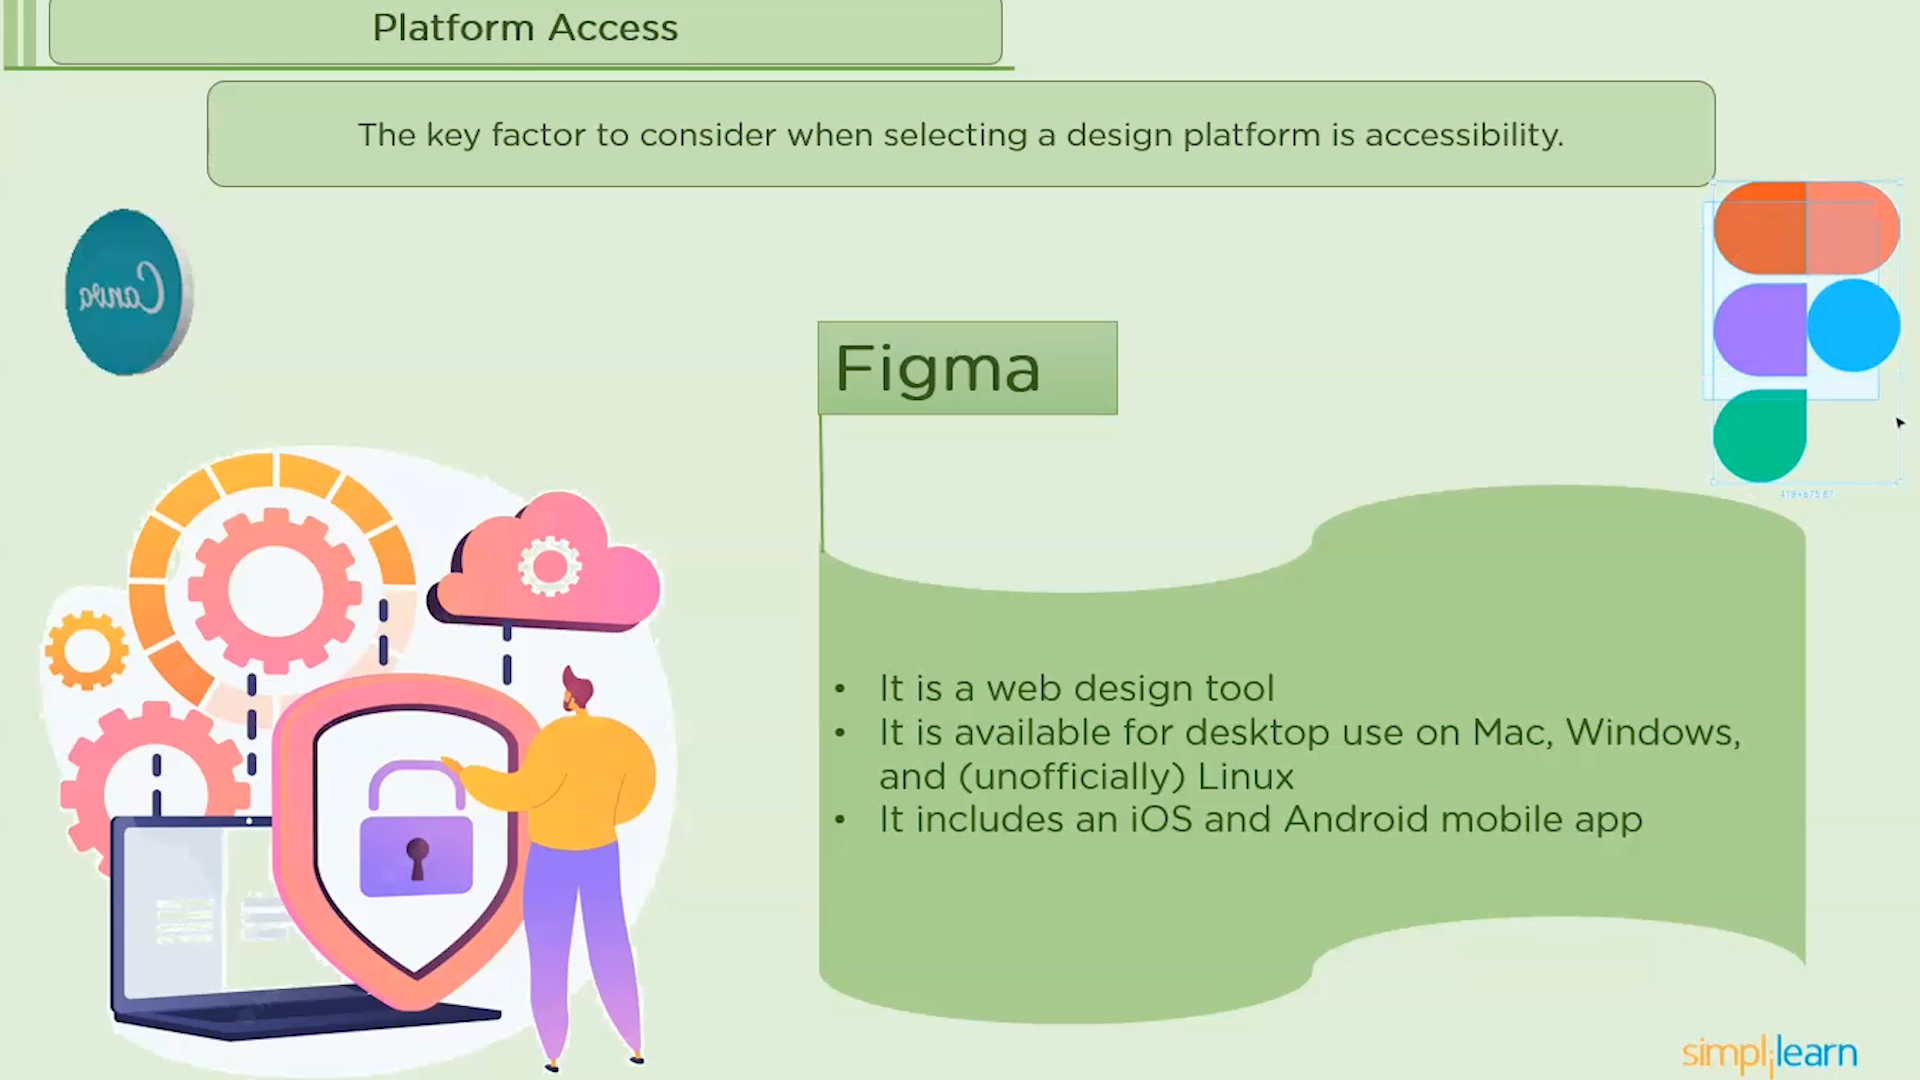 Platform Access
The key factor to consider when selecting a design platform is accessibility.
Canva
Figma
• It is a web design tool
• It is available for desktop use on Mac, Windows,
and (unofficially) Linux
• It includes an iOS and Android mobile app
simplilearn